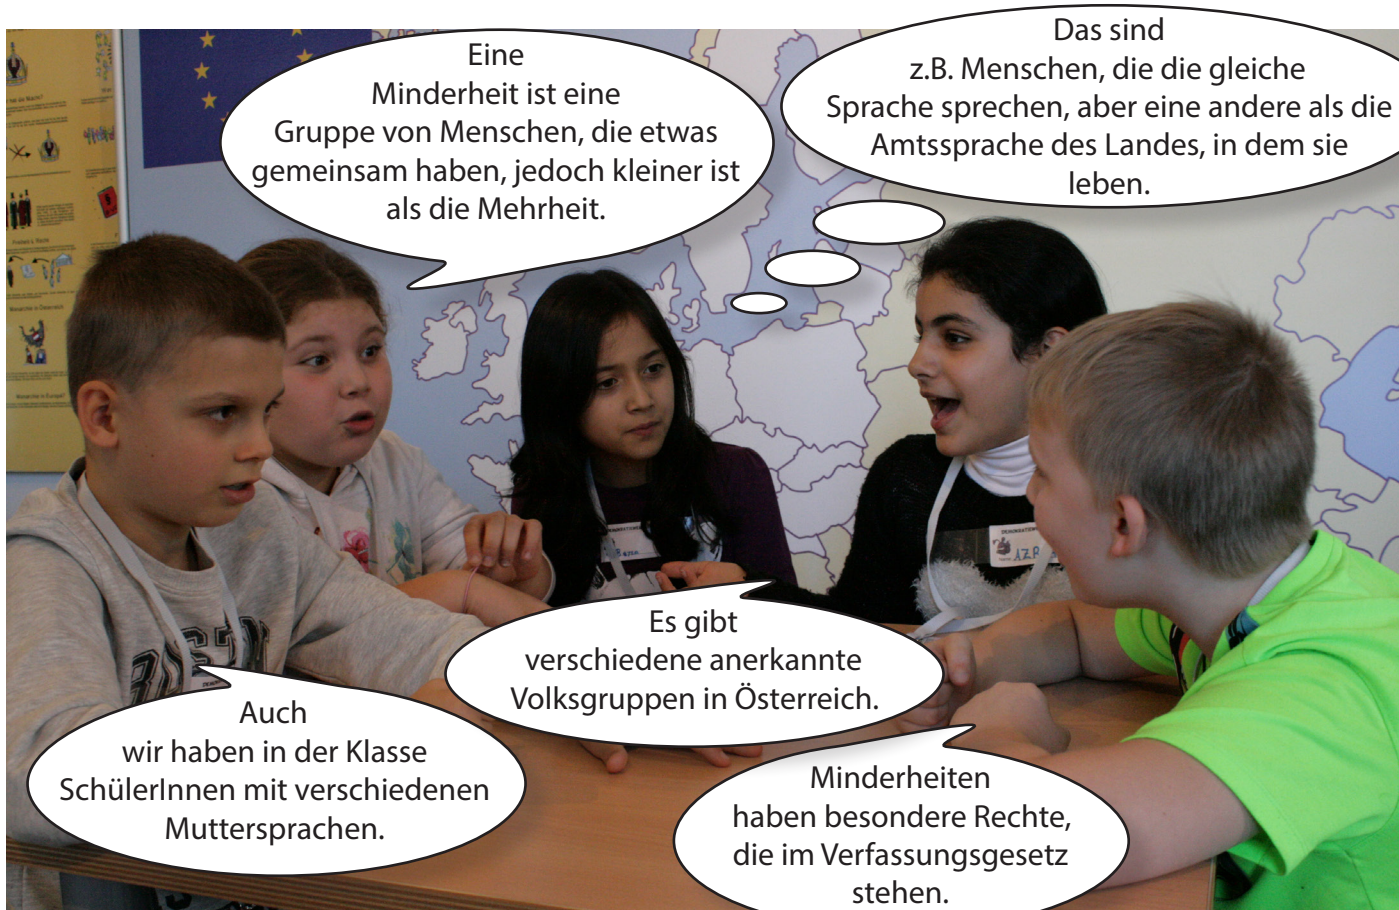 Eine
Minderheit ist eine
Gruppe von Menschen, die etwas
gemeinsam haben, jedoch kleiner ist
als die Mehrheit.
Das sind
z.B. Menschen, die die gleiche
Sprache sprechen, aber eine andere als die
Amtssprache des Landes, in dem sie
leben.
Es gibt
verschiedene anerkannte
Volksgruppen in Österreich.
Auch
wir haben in der Klasse
SchülerInnen mit verschiedenen
Muttersprachen.
Minderheiten
haben besondere Rechte,
die im Verfassungsgesetz
stehen.